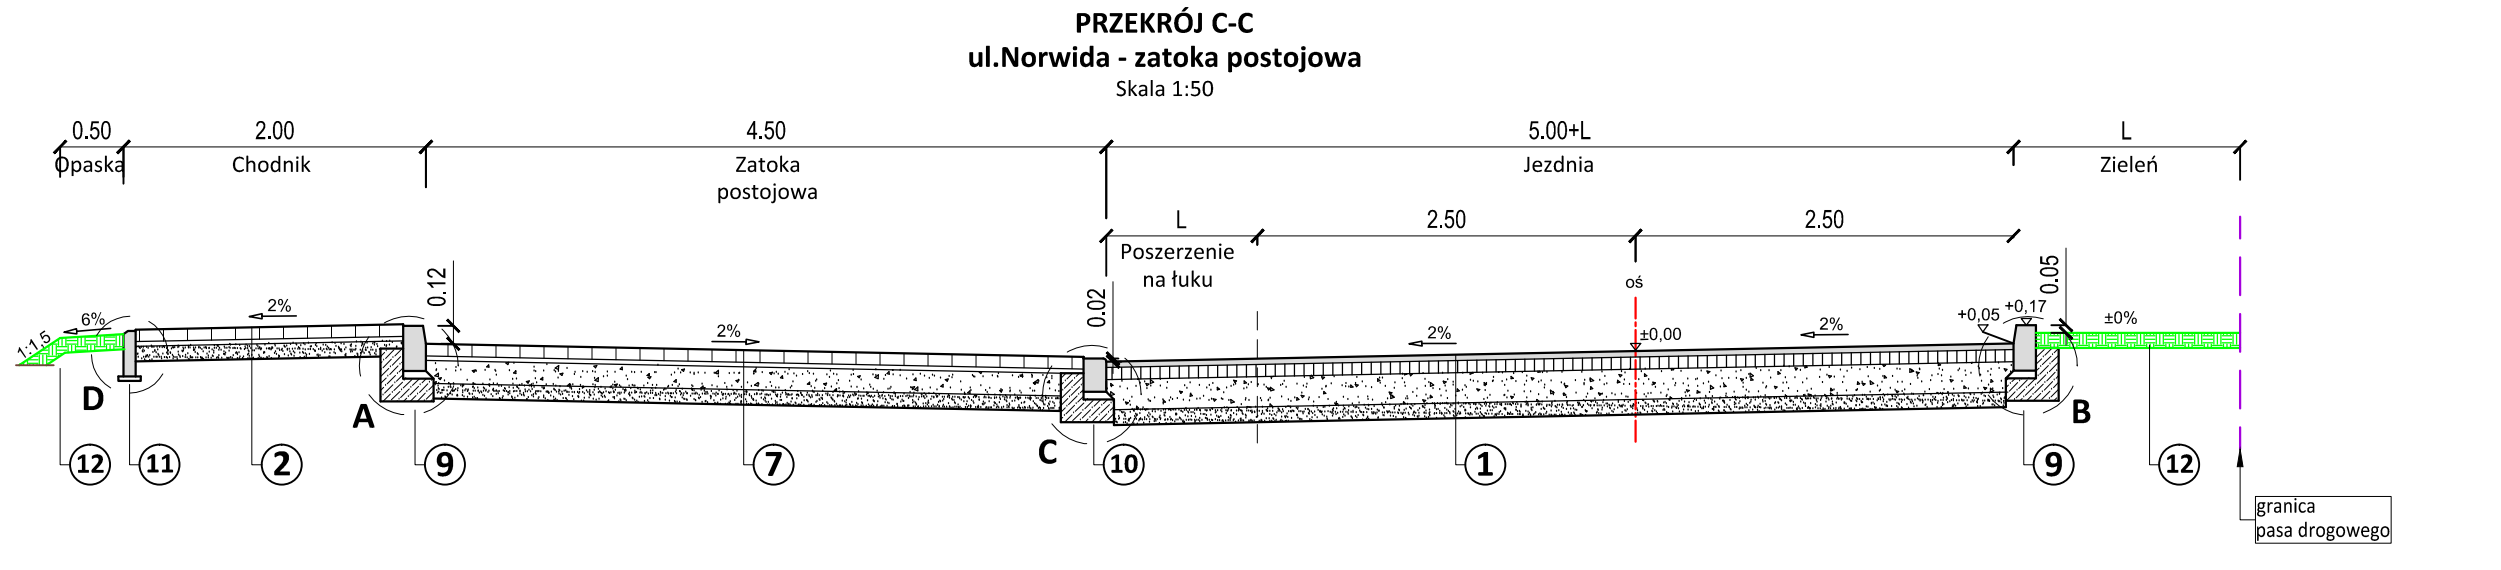 PRZEKRÓJ C-C
ul.Norwida - zatoka postojowa
Skala 1:50
0.50 2.00 4.50 5.00+L L
Opaska Chodnik Zatoka Jezdnia Zieleń
postojowa
L 2.50 2.50
Poszerzenie
na łuku
0.12 0.02 oś 0.05
1:1,5 6% 2% 2% 2% ±0,00 2% +0,05 +0,17 ±0%
D A C B
12 11 2 9 7 10 1 9 12
granica
pasa drogowego